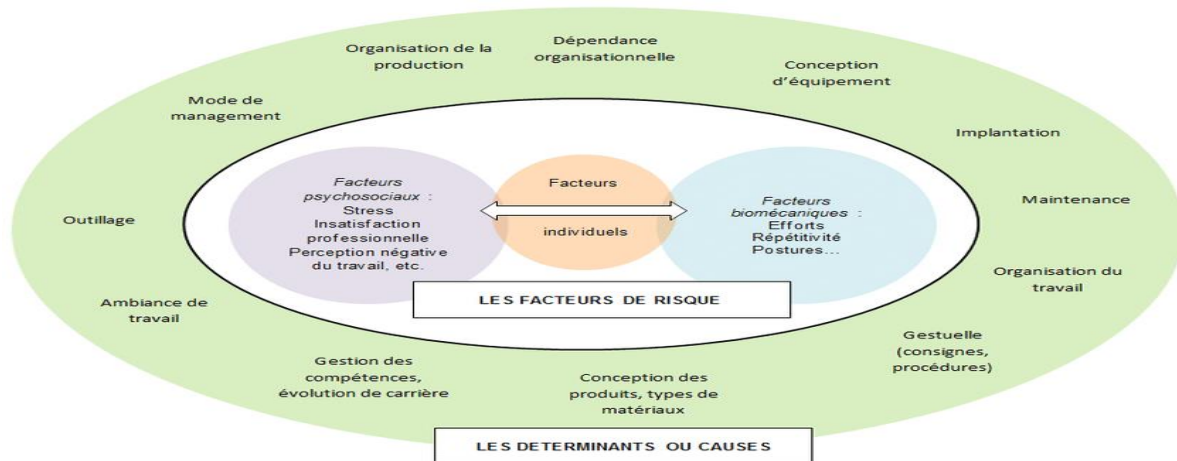 Organisation de la
production
Dépendance
organisationnelle
Conception
d'équipement
Mode de
management
Implantation
Outillage
Maintenance
Facteurs
psychosociaux :
Stress
Insatisfaction
professionnelle
Perception négative
du travail, etc.
Facteurs
individuels
Facteurs
biomécaniques :
Efforts
Répétitivité
Postures...
Organisation du
travail
LES FACTEURS DE RISQUE
Ambiance de
travail
Gestuelle
(consignes,
procédures)
Gestion des
compétences,
évolution de carrière
Conception des
produits, types de
matériaux
LES DETERMINANTS OU CAUSES